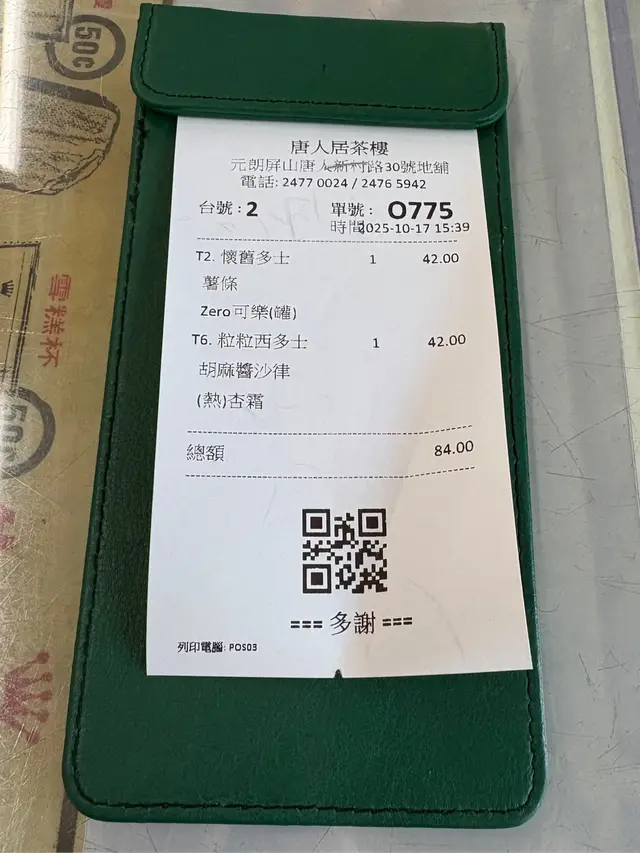 唐人居茶樓
元朗屏山唐人新村路30號地舖
電話: 2477 0024 / 2476 5942
台號 : 2 單號 : O775
時間 2025-10-17 15:39
T2. 懷舊多士 1 42.00
薯條
Zero 可樂(罐)
T6. 粒粒西多士 1 42.00
胡麻醬沙律
(熱)杏霜
總額 84.00
=== 多謝 ===
列印電腦: POS03
50c
雪糕杯
50c